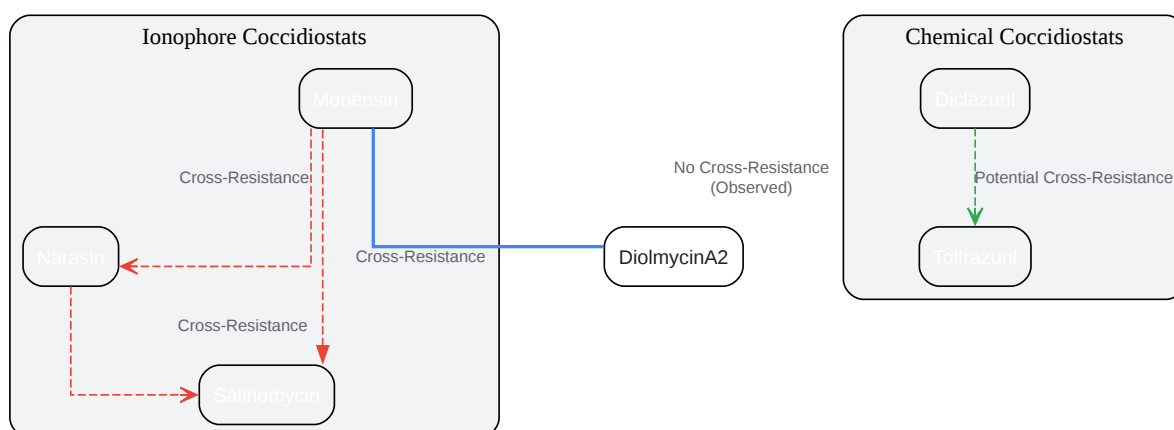 Ionophore Coccidiostats
Chemical Coccidiostats
Monensin
Diclazuril
Cross-Resistance
No Cross-Resistance
(Observed)
Potential Cross-Resistance
Narasin
Cross-Resistance
DiolmycinA2
Toltrazuril
Cross-Resistance
Salinomycin